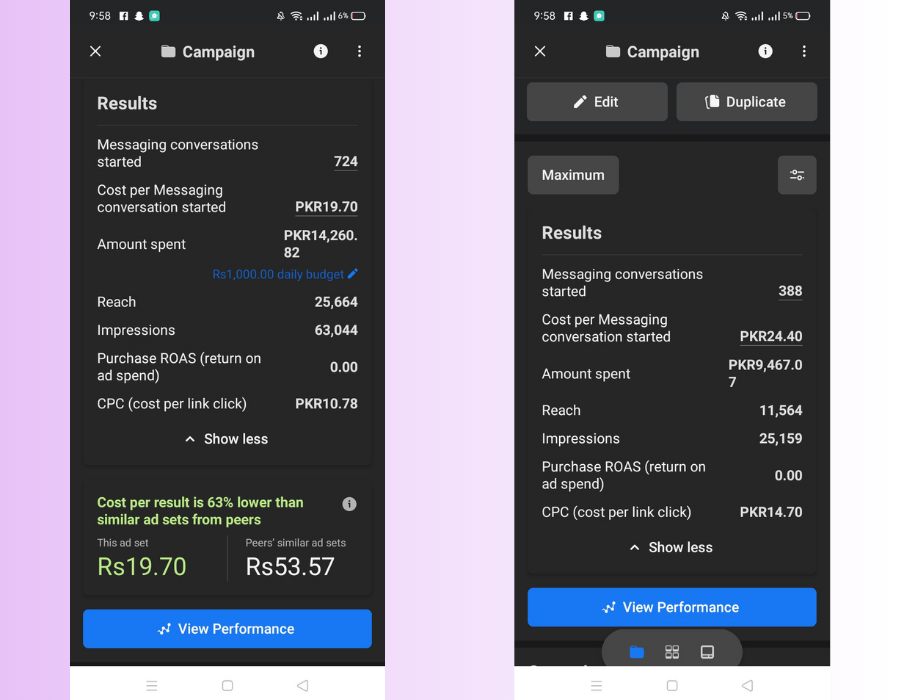 9:58
6%
Campaign
Results
Messaging conversations
started
724
Cost per Messaging
conversation started
PKR19.70
Amount spent
PKR14,260.
82
Rs1,000.00 daily budget
Reach
25,664
Impressions
63,044
Purchase ROAS (return on
ad spend)
0.00
CPC (cost per link click)
PKR10.78
Show less
Cost per result is 63% lower than
similar ad sets from peers
This ad set
Peers' similar ad sets
Rs19.70
Rs53.57
View Performance
9:58
5%
Campaign
Edit
Duplicate
Maximum
Results
Messaging conversations
started
388
Cost per Messaging
conversation started
PKR24.40
Amount spent
PKR9,467.0
7
Reach
11,564
Impressions
25,159
Purchase ROAS (return on
ad spend)
0.00
CPC (cost per link click)
PKR14.70
Show less
View Performance